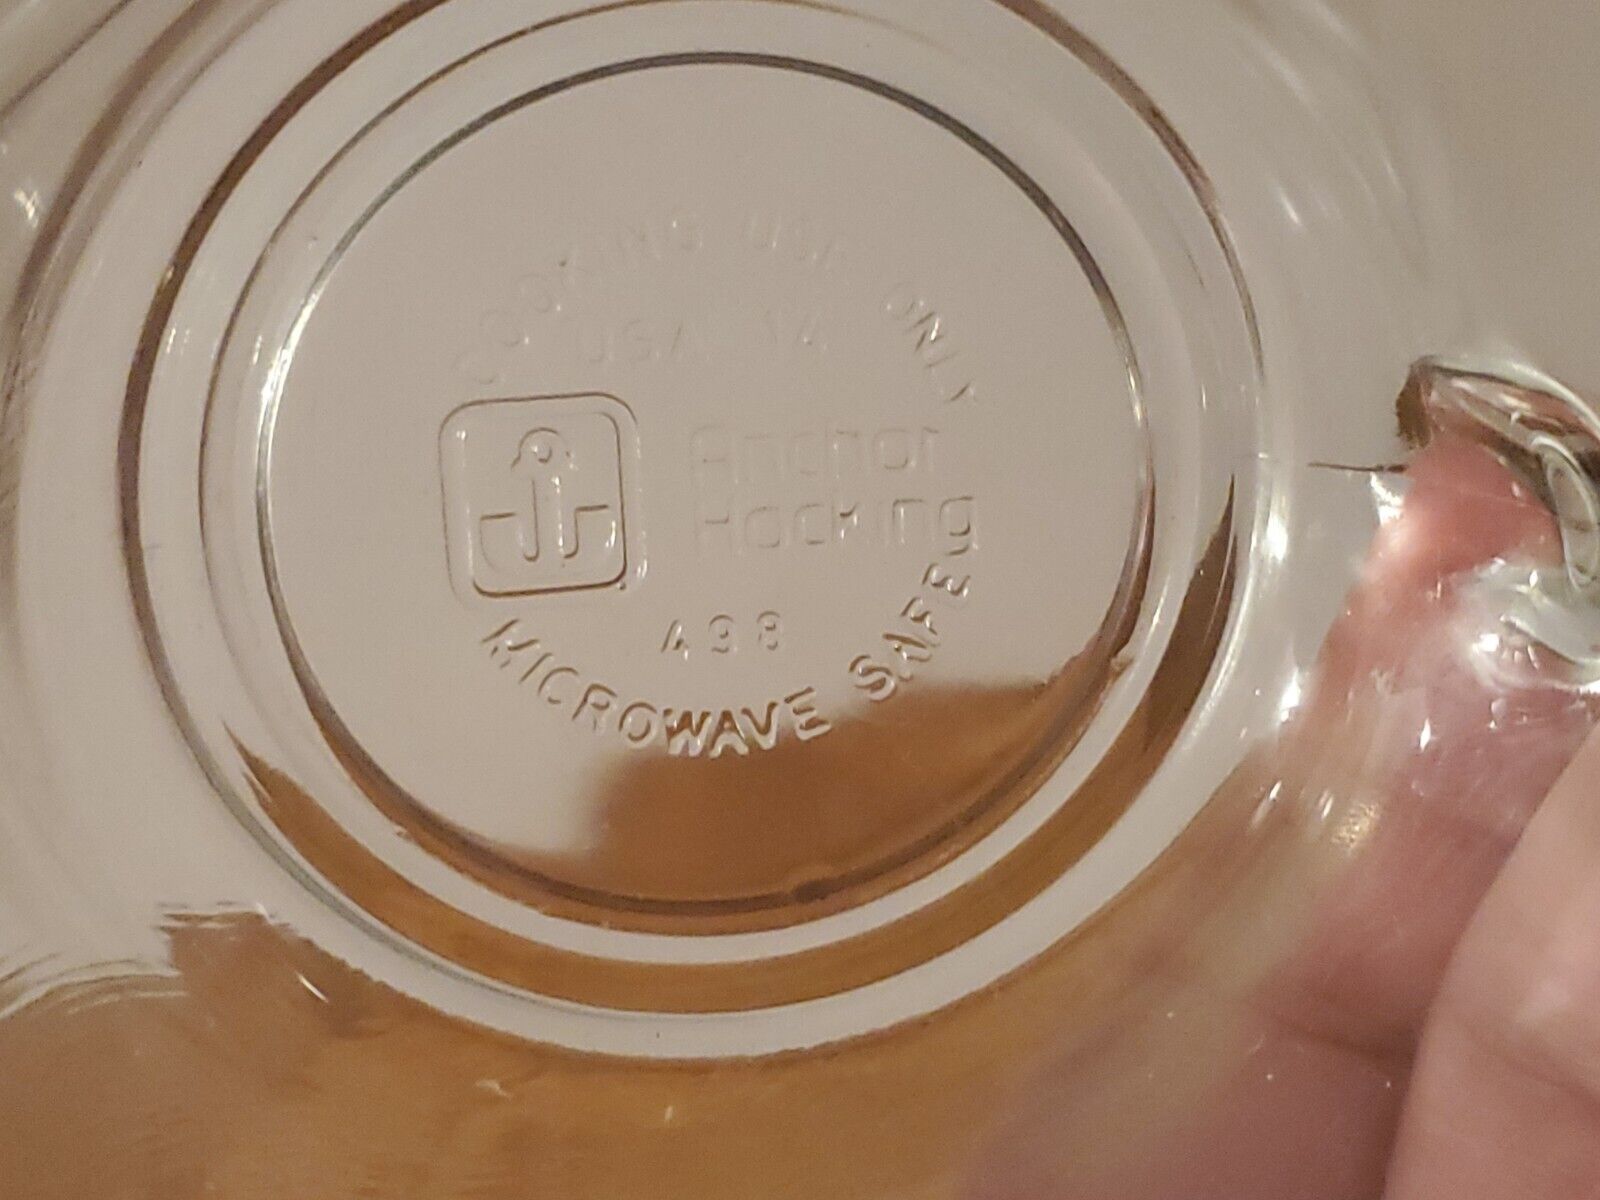 COOKING USE ONLY
USA 14
Anchor
Hocking
498
MICROWAVE SAFE